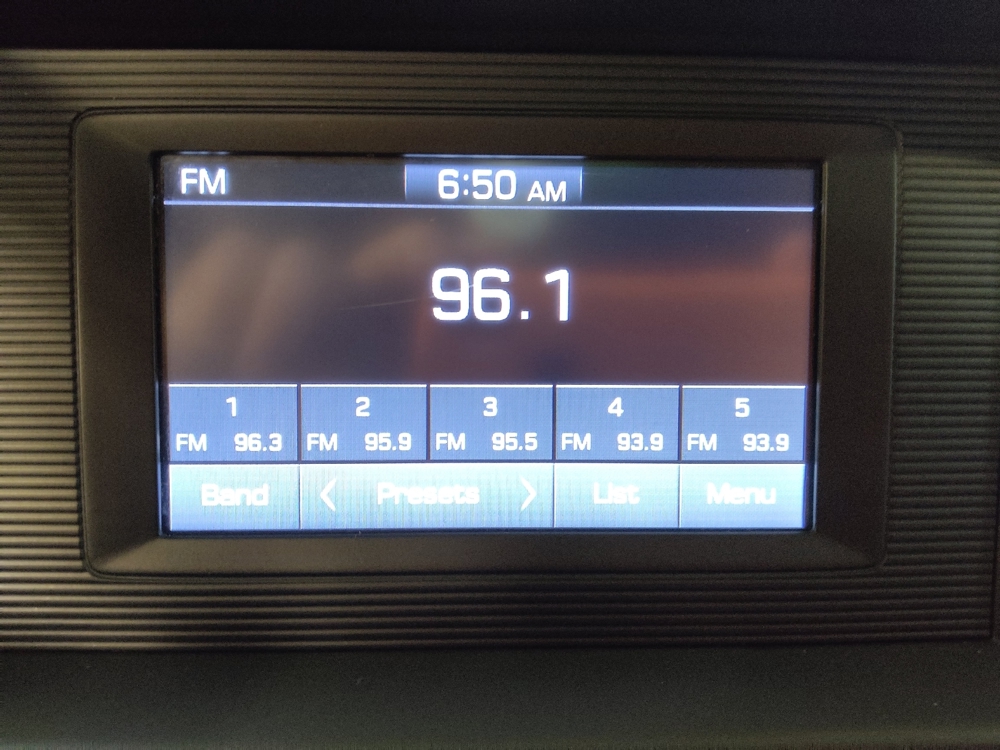 FM 6:50 AM
96.1
1 2 3 4 5
FM 96.3 FM 95.9 FM 95.5 FM 93.9 FM 93.9
Band < Presets > List Menu